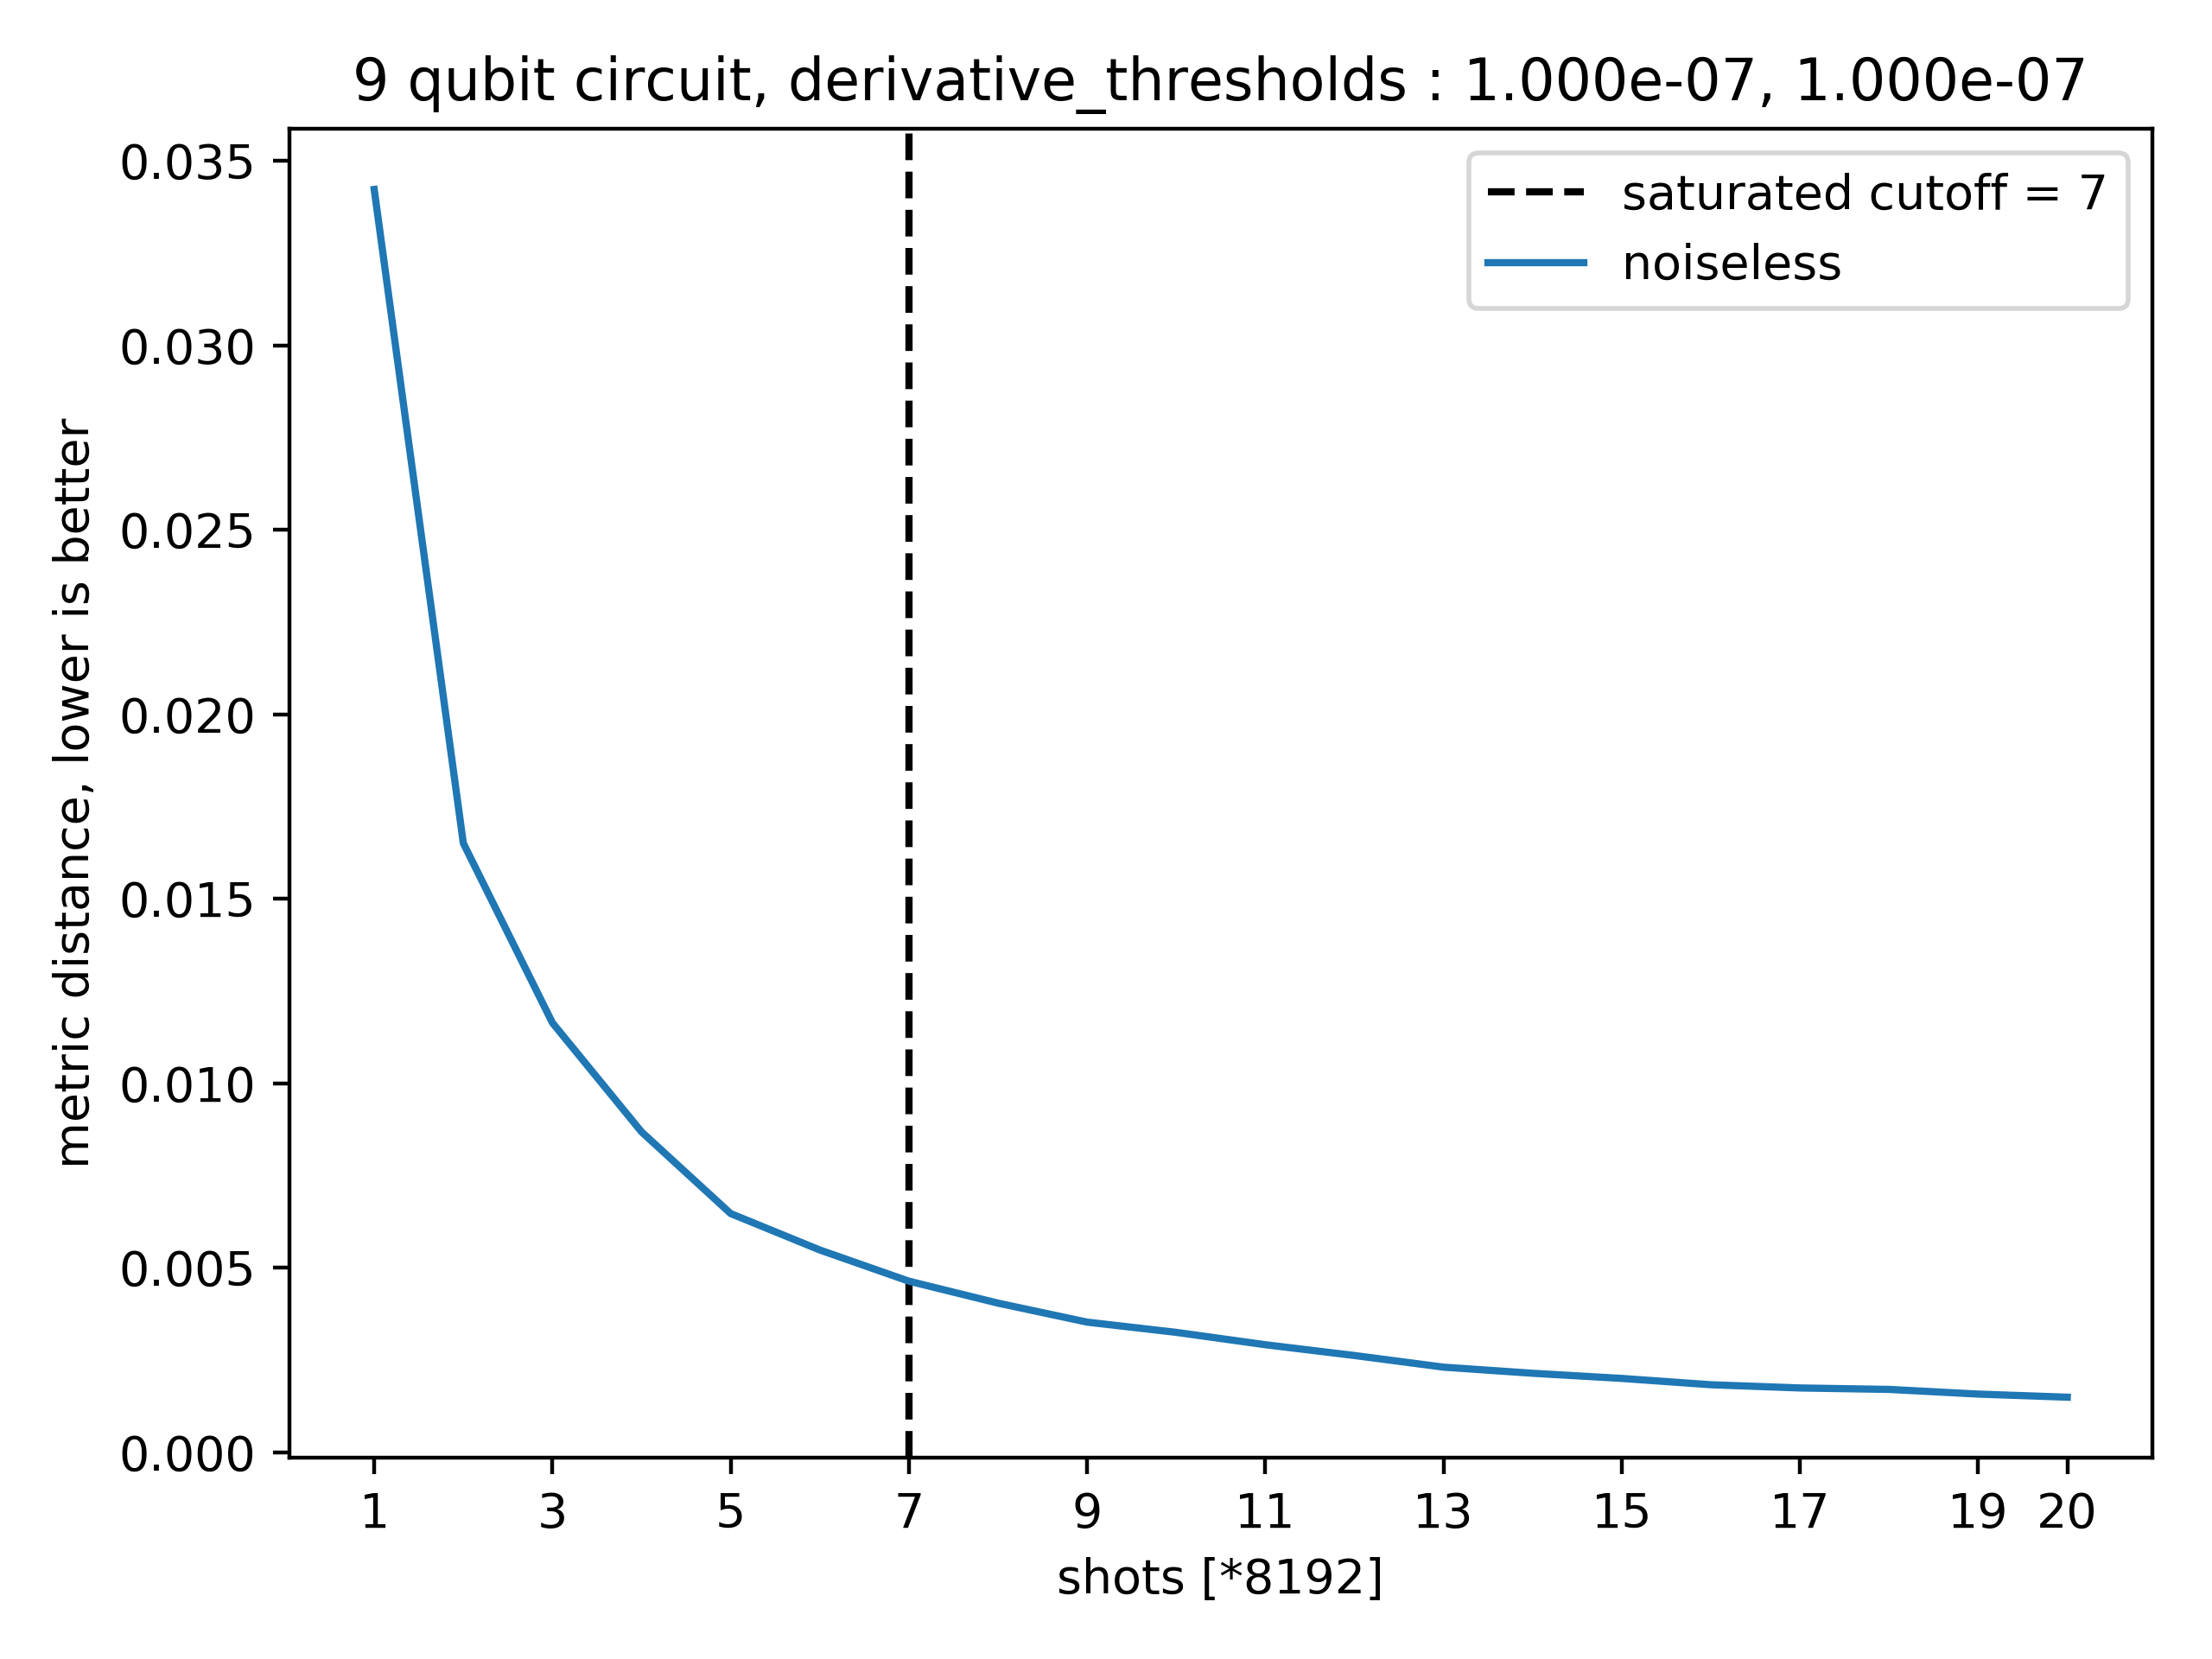 9 qubit circuit, derivative_thresholds : 1.000e-07, 1.000e-07
saturated cutoff = 7
noiseless
metric distance, lower is better
0.035
0.030
0.025
0.020
0.015
0.010
0.005
0.000
1 3 5 7 9 11 13 15 17 19 20
shots [*8192]